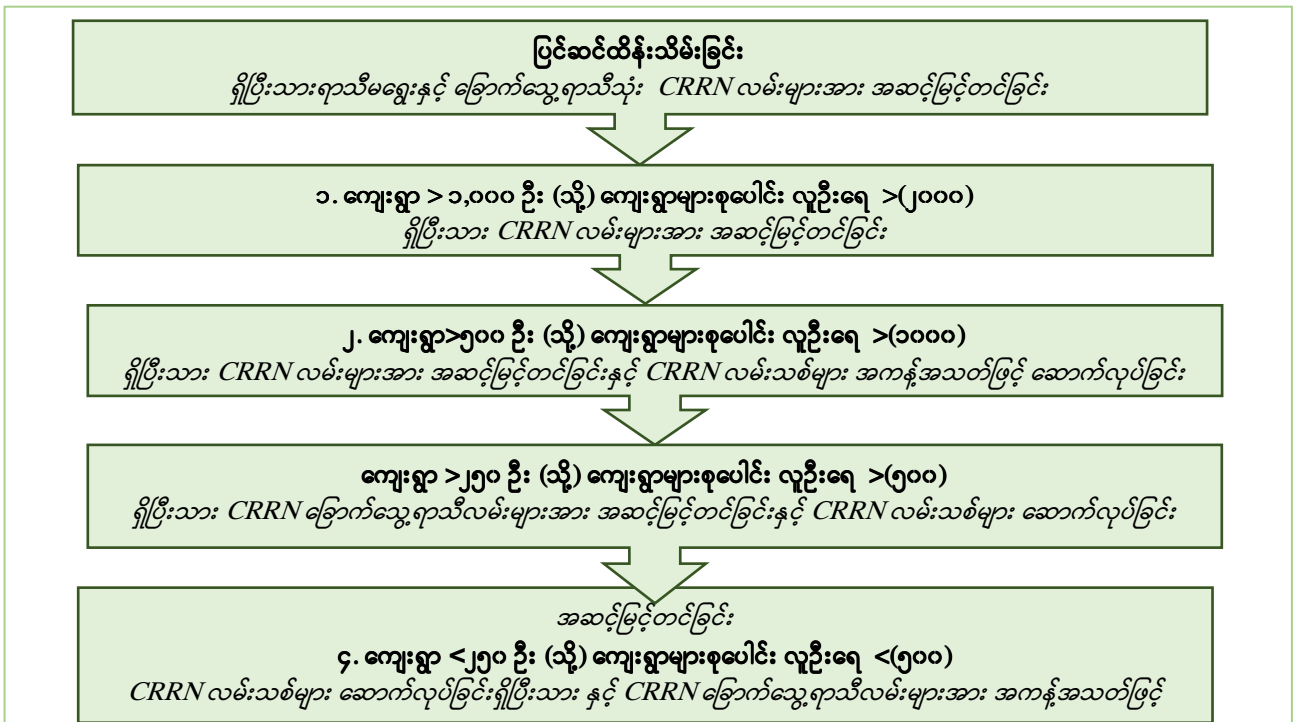 ပြင်ဆင်ထိန်းသိမ်းခြင်း
ရှိပြီးသားရာသီမရွေးနှင့် ခြောက်သွေ့ရာသီသုံး CRRN လမ်းများအား အဆင့်မြင့်တင်ခြင်း
၁. ကျေးရွာ > ၁,၀၀၀ ဦး (သို့) ကျေးရွာများစုပေါင်း လူဦးရေ >(၂၀၀၀)
ရှိပြီးသား CRRN လမ်းများအား အဆင့်မြင့်တင်ခြင်း
၂. ကျေးရွာ>၅၀၀ ဦး (သို့) ကျေးရွာများစုပေါင်း လူဦးရေ >(၁၀၀၀)
ရှိပြီးသား CRRN လမ်းများအား အဆင့်မြင့်တင်ခြင်းနှင့် CRRN လမ်းသစ်များ အကန့်အသတ်ဖြင့် ဆောက်လုပ်ခြင်း
ကျေးရွာ >၂၅၀ ဦး (သို့) ကျေးရွာများစုပေါင်း လူဦးရေ >(၅၀၀)
ရှိပြီးသား CRRN ခြောက်သွေ့ရာသီလမ်းများအား အဆင့်မြင့်တင်ခြင်းနှင့် CRRN လမ်းသစ်များ ဆောက်လုပ်ခြင်း
အဆင့်မြင့်တင်ခြင်း
၄. ကျေးရွာ <၂၅၀ ဦး (သို့) ကျေးရွာများစုပေါင်း လူဦးရေ <(၅၀၀)
CRRN လမ်းသစ်များ ဆောက်လုပ်ခြင်းရှိပြီးသား နှင့် CRRN ခြောက်သွေ့ရာသီလမ်းများအား အကန့်အသတ်ဖြင့်